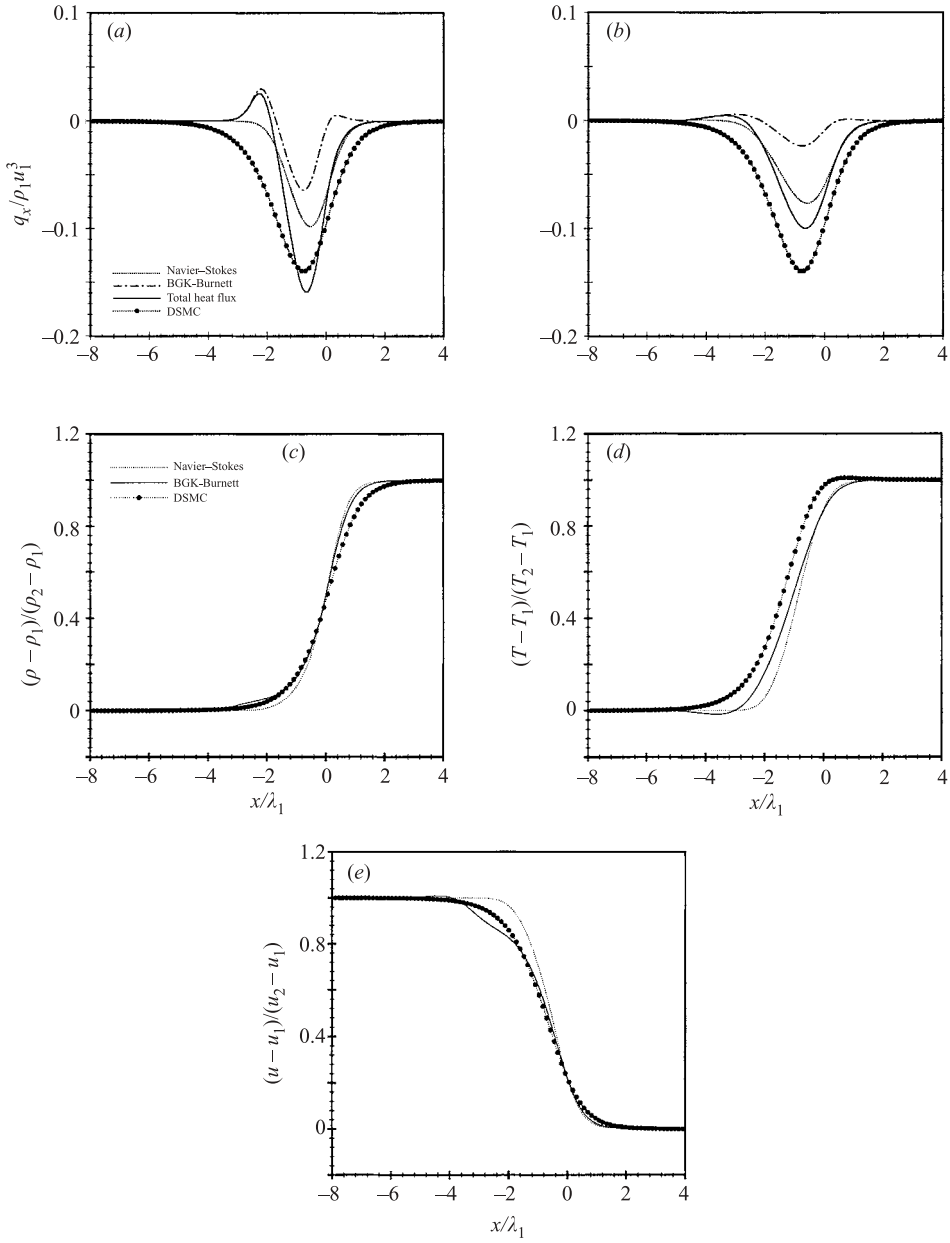 (a)
0.1
0
−0.1
−0.2
q_x/ρ_1u_1^3
Navier–Stokes
BGK-Burnett
Total heat flux
DSMC
−8 −6 −4 −2 0 2 4
(b)
0.1
0
−0.1
−0.2
−8 −6 −4 −2 0 2 4
(c)
1.2
0.8
0.4
0
(ρ – ρ_1)/(ρ_2 – ρ_1)
Navier–Stokes
BGK-Burnett
DSMC
−8 −6 −4 −2 0 2 4
x/λ_1
(d)
1.2
0.8
0.4
0
(T – T_1)/(T_2 – T_1)
−8 −6 −4 −2 0 2 4
x/λ_1
(e)
1.2
0.8
0.4
0
(u – u_1)/(u_2 – u_1)
−8 −6 −4 −2 0 2 4
x/λ_1